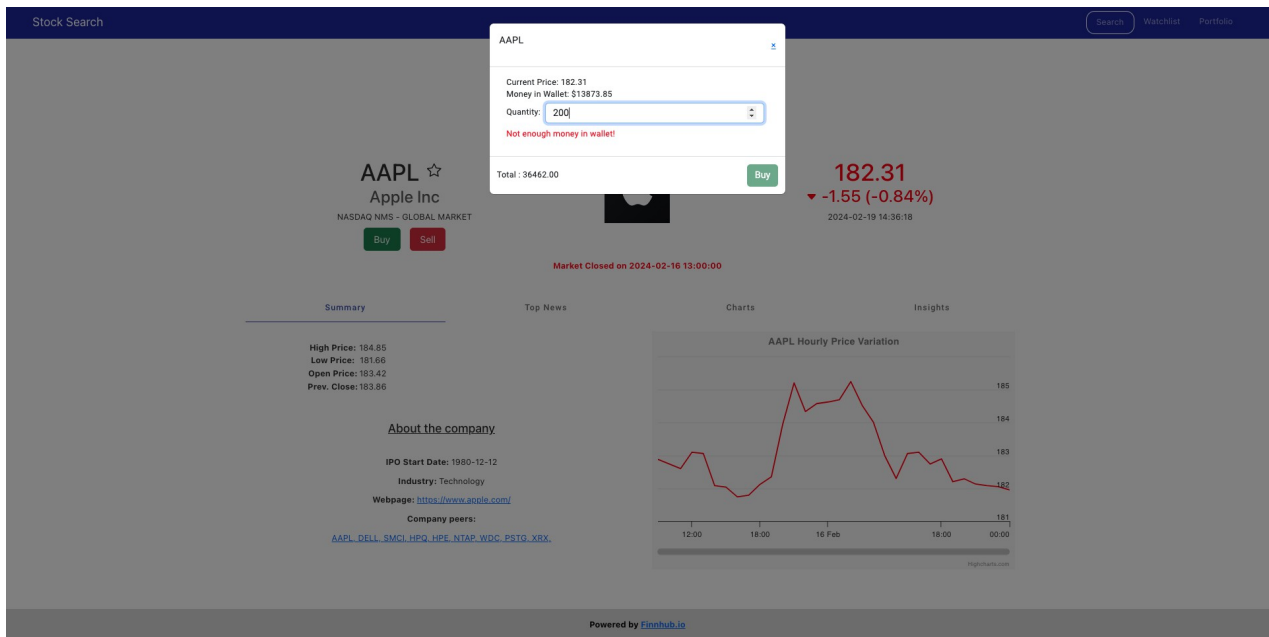 Stock Search
Search Watchlist Portfolio
AAPL
×
Current Price: 182.31
Money in Wallet: $13873.85
Quantity: 200
Not enough money in wallet!
Total : 36462.00
Buy
AAPL
Apple Inc
NASDAQ NMS - GLOBAL MARKET
Buy Sell
182.31
-1.55 (-0.84%)
2024-02-19 14:36:18
Market Closed on 2024-02-16 13:00:00
Summary Top News Charts Insights
High Price: 184.85
Low Price: 181.66
Open Price: 183.42
Prev. Close: 183.86
About the company
IPO Start Date: 1980-12-12
Industry: Technology
Webpage: https://www.apple.com/
Company peers:
AAPL, DELL, SMCI, HPQ, HPE, NTAP, WDC, PSTG, XRX,
AAPL Hourly Price Variation
185
184
183
182
181
12:00 18:00 16 Feb 18:00 00:00
Highcharts.com
Powered by Finnhub.io